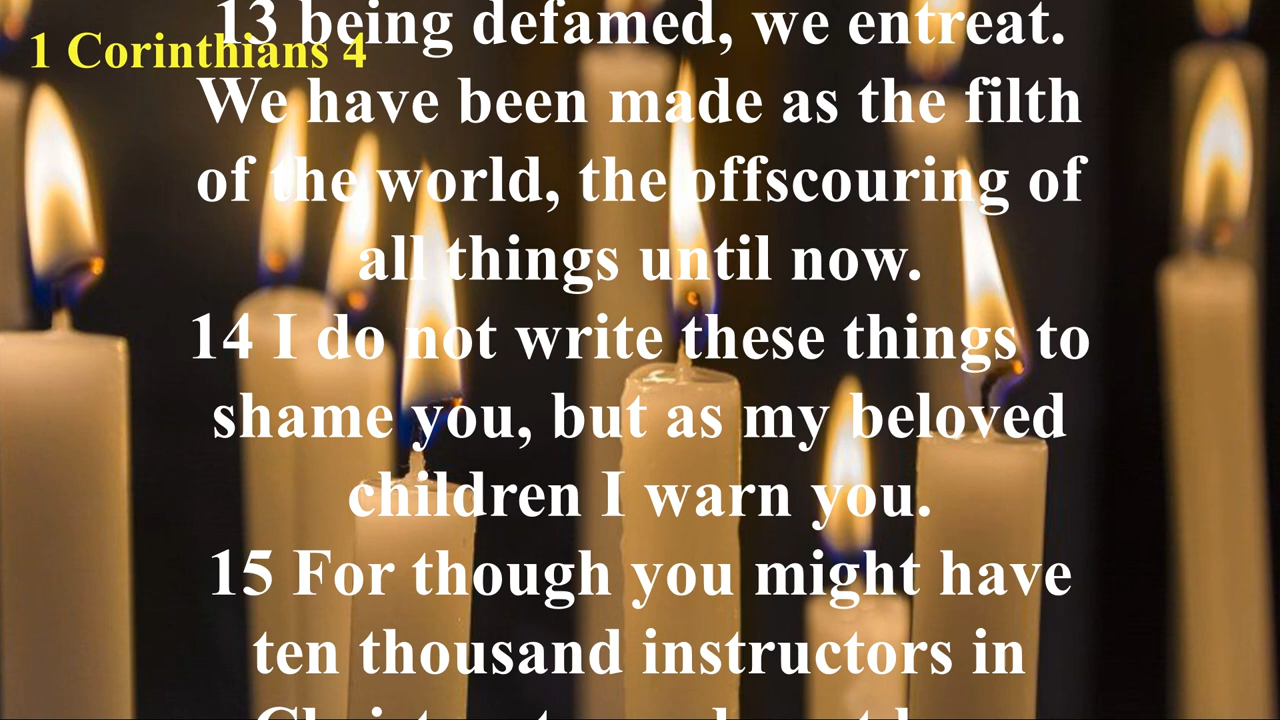 1 Corinthians 4
13 being defamed, we entreat.
We have been made as the filth
of the world, the offscouring of
all things until now.
14 I do not write these things to
shame you, but as my beloved
children I warn you.
15 For though you might have
ten thousand instructors in